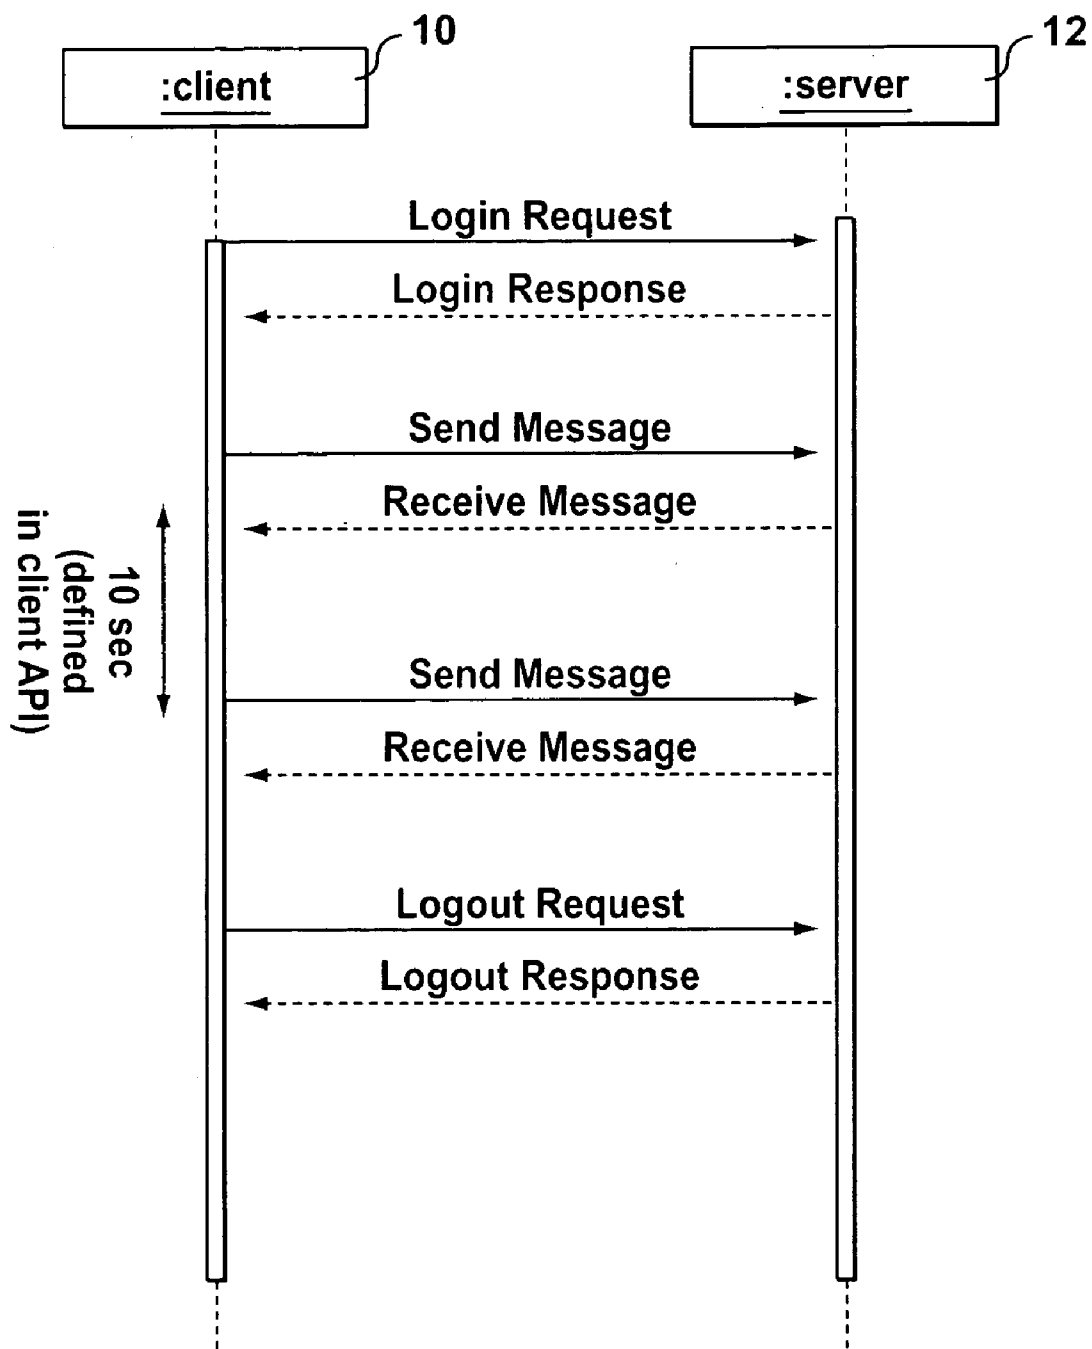 10
12
:client
:server
Login Request
Login Response
Send Message
Receive Message
10 sec
(defined
in client API)
Send Message
Receive Message
Logout Request
Logout Response